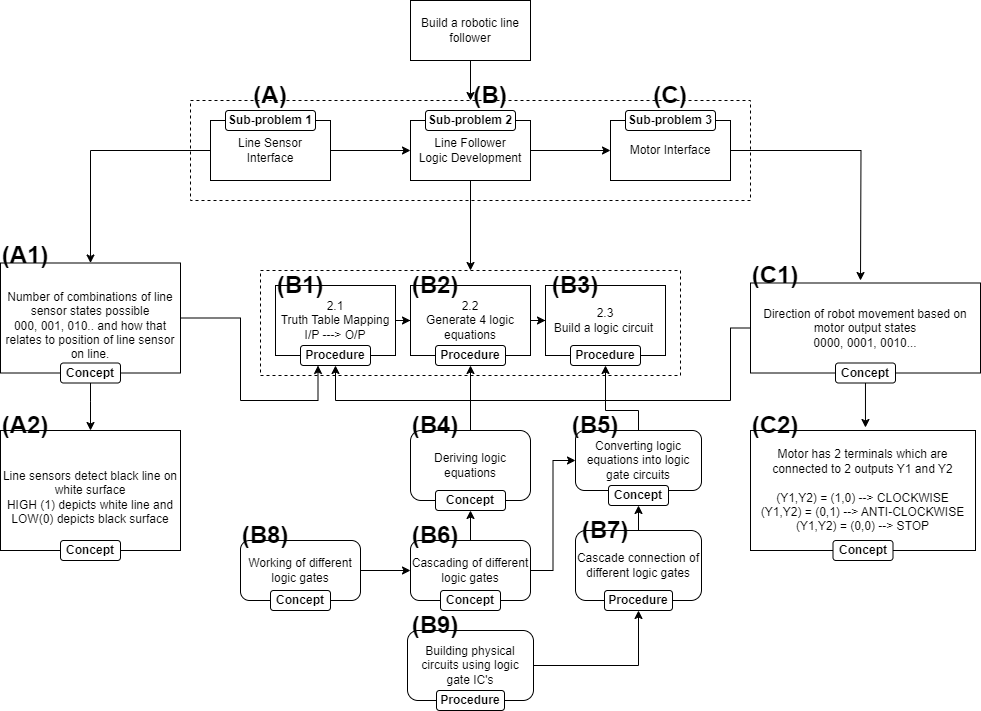 Build a robotic line
follower
(A)
(B)
(C)
Sub-problem 1
Sub-problem 2
Sub-problem 3
Line Sensor
Interface
Line Follower
Logic Development
Motor Interface
(A1)
Number of combinations of line
sensor states possible
000, 001, 010.. and how that
relates to position of line sensor
on line.
Concept
(B1)
2.1
Truth Table Mapping
I/P ---> O/P
Procedure
(B2)
2.2
Generate 4 logic
equations
Procedure
(B3)
2.3
Build a logic circuit
Procedure
(C1)
Direction of robot movement based on
motor output states
0000, 0001, 0010...
Concept
(A2)
Line sensors detect black line on
white surface
HIGH (1) depicts white line and
LOW(0) depicts black surface
Concept
(B4)
Deriving logic
equations
Concept
(B5)
Converting logic
equations into logic
gate circuits
Concept
(C2)
Motor has 2 terminals which are
connected to 2 outputs Y1 and Y2
(Y1,Y2) = (1,0) --> CLOCKWISE
(Y1,Y2) = (0,1) --> ANTI-CLOCKWISE
(Y1,Y2) = (0,0) --> STOP
Concept
(B8)
Working of different
logic gates
Concept
(B6)
Cascading of different
logic gates
Concept
(B7)
Cascade connection of
different logic gates
Procedure
(B9)
Building physical
circuits using logic
gate IC's
Procedure